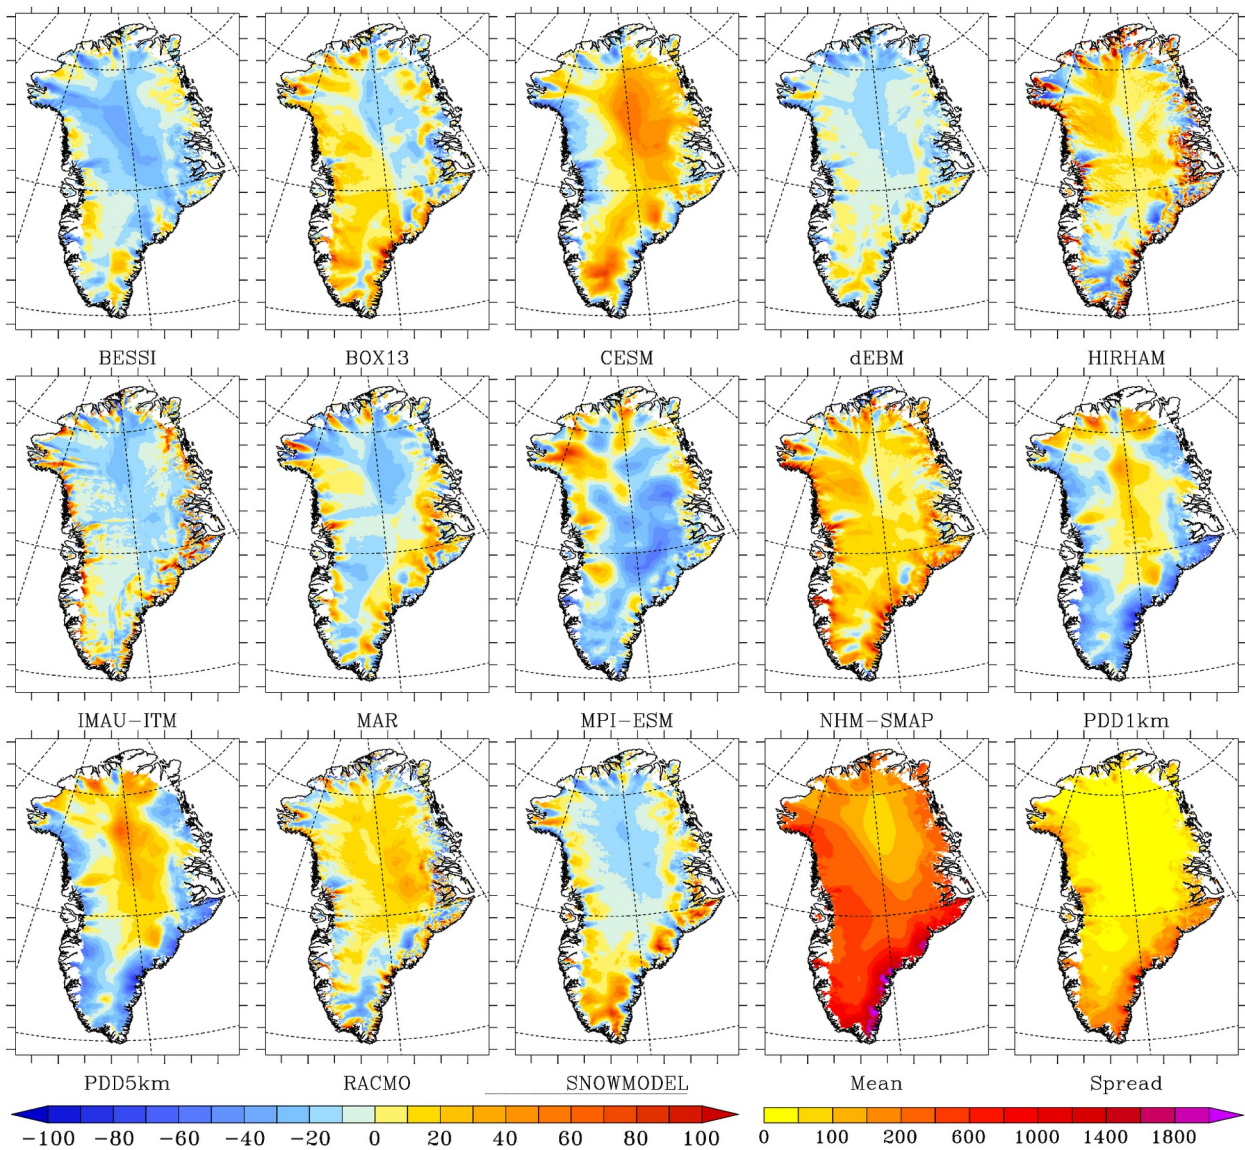 BESSI BOX13 CESM dEBM HIRHAM
IMAU-ITM MAR MPI-ESM NHM-SMAP PDD1km
PDD5km RACMO SNOWMODEL Mean Spread
-100 -80 -60 -40 -20 0 20 40 60 80 100 0 100 200 600 1000 1400 1800